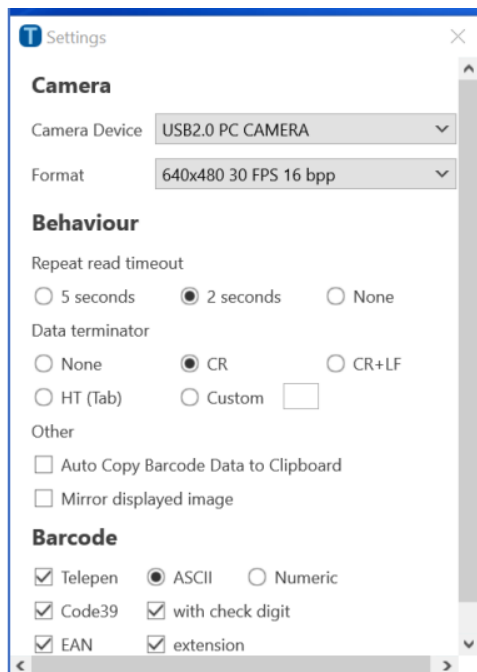 T Settings
Camera
Camera Device USB2.0 PC CAMERA
Format 640x480 30 FPS 16 bpp
Behaviour
Repeat read timeout
5 seconds 2 seconds None
Data terminator
None CR CR+LF
HT (Tab) Custom
Other
Auto Copy Barcode Data to Clipboard
Mirror displayed image
Barcode
Telepen ASCII Numeric
Code39 with check digit
EAN extension